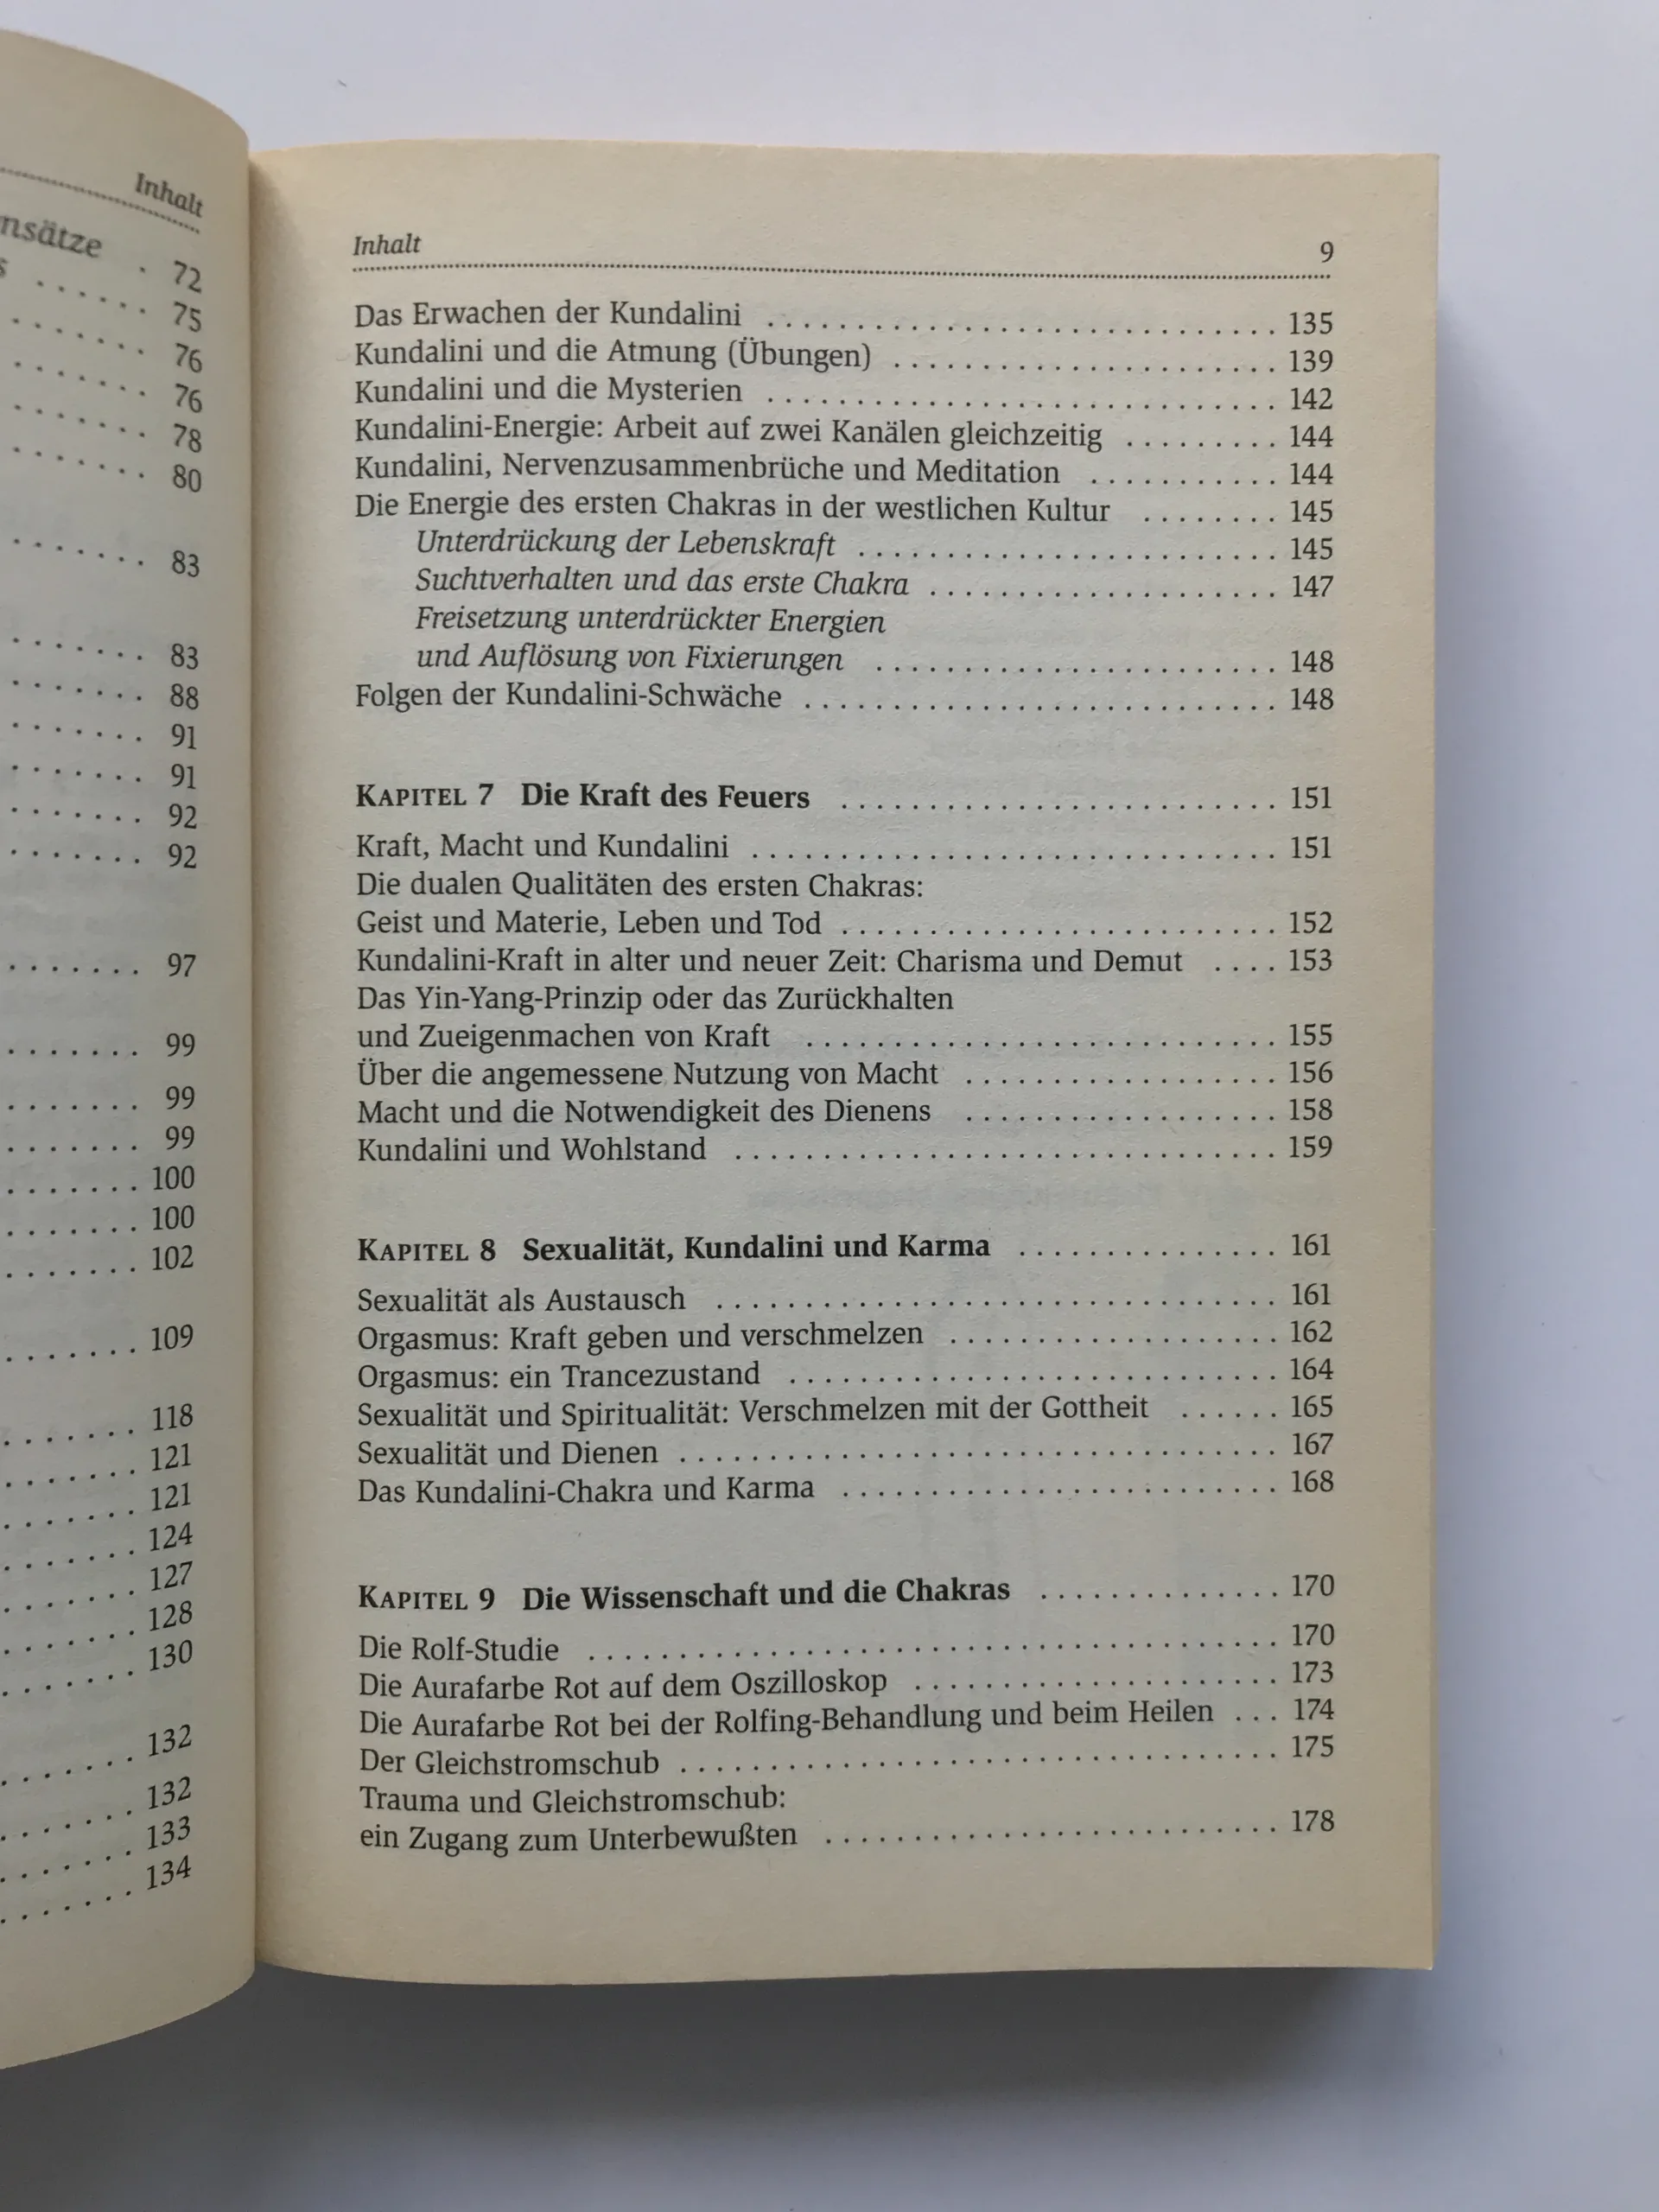 Inhalt
nsätze . 72
s ...... 75
...... 76
...... 76
...... 78
...... 80
...... 83
...... 83
...... 88
...... 91
...... 91
...... 92
...... 92
...... 97
...... 99
...... 99
...... 99
...... 100
...... 100
...... 102
...... 109
...... 118
...... 121
...... 121
...... 124
...... 127
...... 128
...... 130
...... 132
...... 132
...... 133
...... 134
Inhalt 9
Das Erwachen der Kundalini ...... 135
Kundalini und die Atmung (Übungen) ...... 139
Kundalini und die Mysterien ...... 142
Kundalini-Energie: Arbeit auf zwei Kanälen gleichzeitig ...... 144
Kundalini, Nervenzusammenbrüche und Meditation ...... 144
Die Energie des ersten Chakras in der westlichen Kultur ...... 145
Unterdrückung der Lebenskraft ...... 145
Suchtverhalten und das erste Chakra ...... 147
Freisetzung unterdrückter Energien
und Auflösung von Fixierungen ...... 148
Folgen der Kundalini-Schwäche ...... 148
KAPITEL 7 Die Kraft des Feuers ...... 151
Kraft, Macht und Kundalini ...... 151
Die dualen Qualitäten des ersten Chakras:
Geist und Materie, Leben und Tod ...... 152
Kundalini-Kraft in alter und neuer Zeit: Charisma und Demut .... 153
Das Yin-Yang-Prinzip oder das Zurückhalten
und Zueigenmachen von Kraft ...... 155
Über die angemessene Nutzung von Macht ...... 156
Macht und die Notwendigkeit des Dienens ...... 158
Kundalini und Wohlstand ...... 159
KAPITEL 8 Sexualität, Kundalini und Karma ...... 161
Sexualität als Austausch ...... 161
Orgasmus: Kraft geben und verschmelzen ...... 162
Orgasmus: ein Trancezustand ...... 164
Sexualität und Spiritualität: Verschmelzen mit der Gottheit ...... 165
Sexualität und Dienen ...... 167
Das Kundalini-Chakra und Karma ...... 168
KAPITEL 9 Die Wissenschaft und die Chakras ...... 170
Die Rolf-Studie ...... 170
Die Aurafarbe Rot auf dem Oszilloskop ...... 173
Die Aurafarbe Rot bei der Rolfing-Behandlung und beim Heilen ... 174
Der Gleichstromschub ...... 175
Trauma und Gleichstromschub:
ein Zugang zum Unterbewußten ...... 178